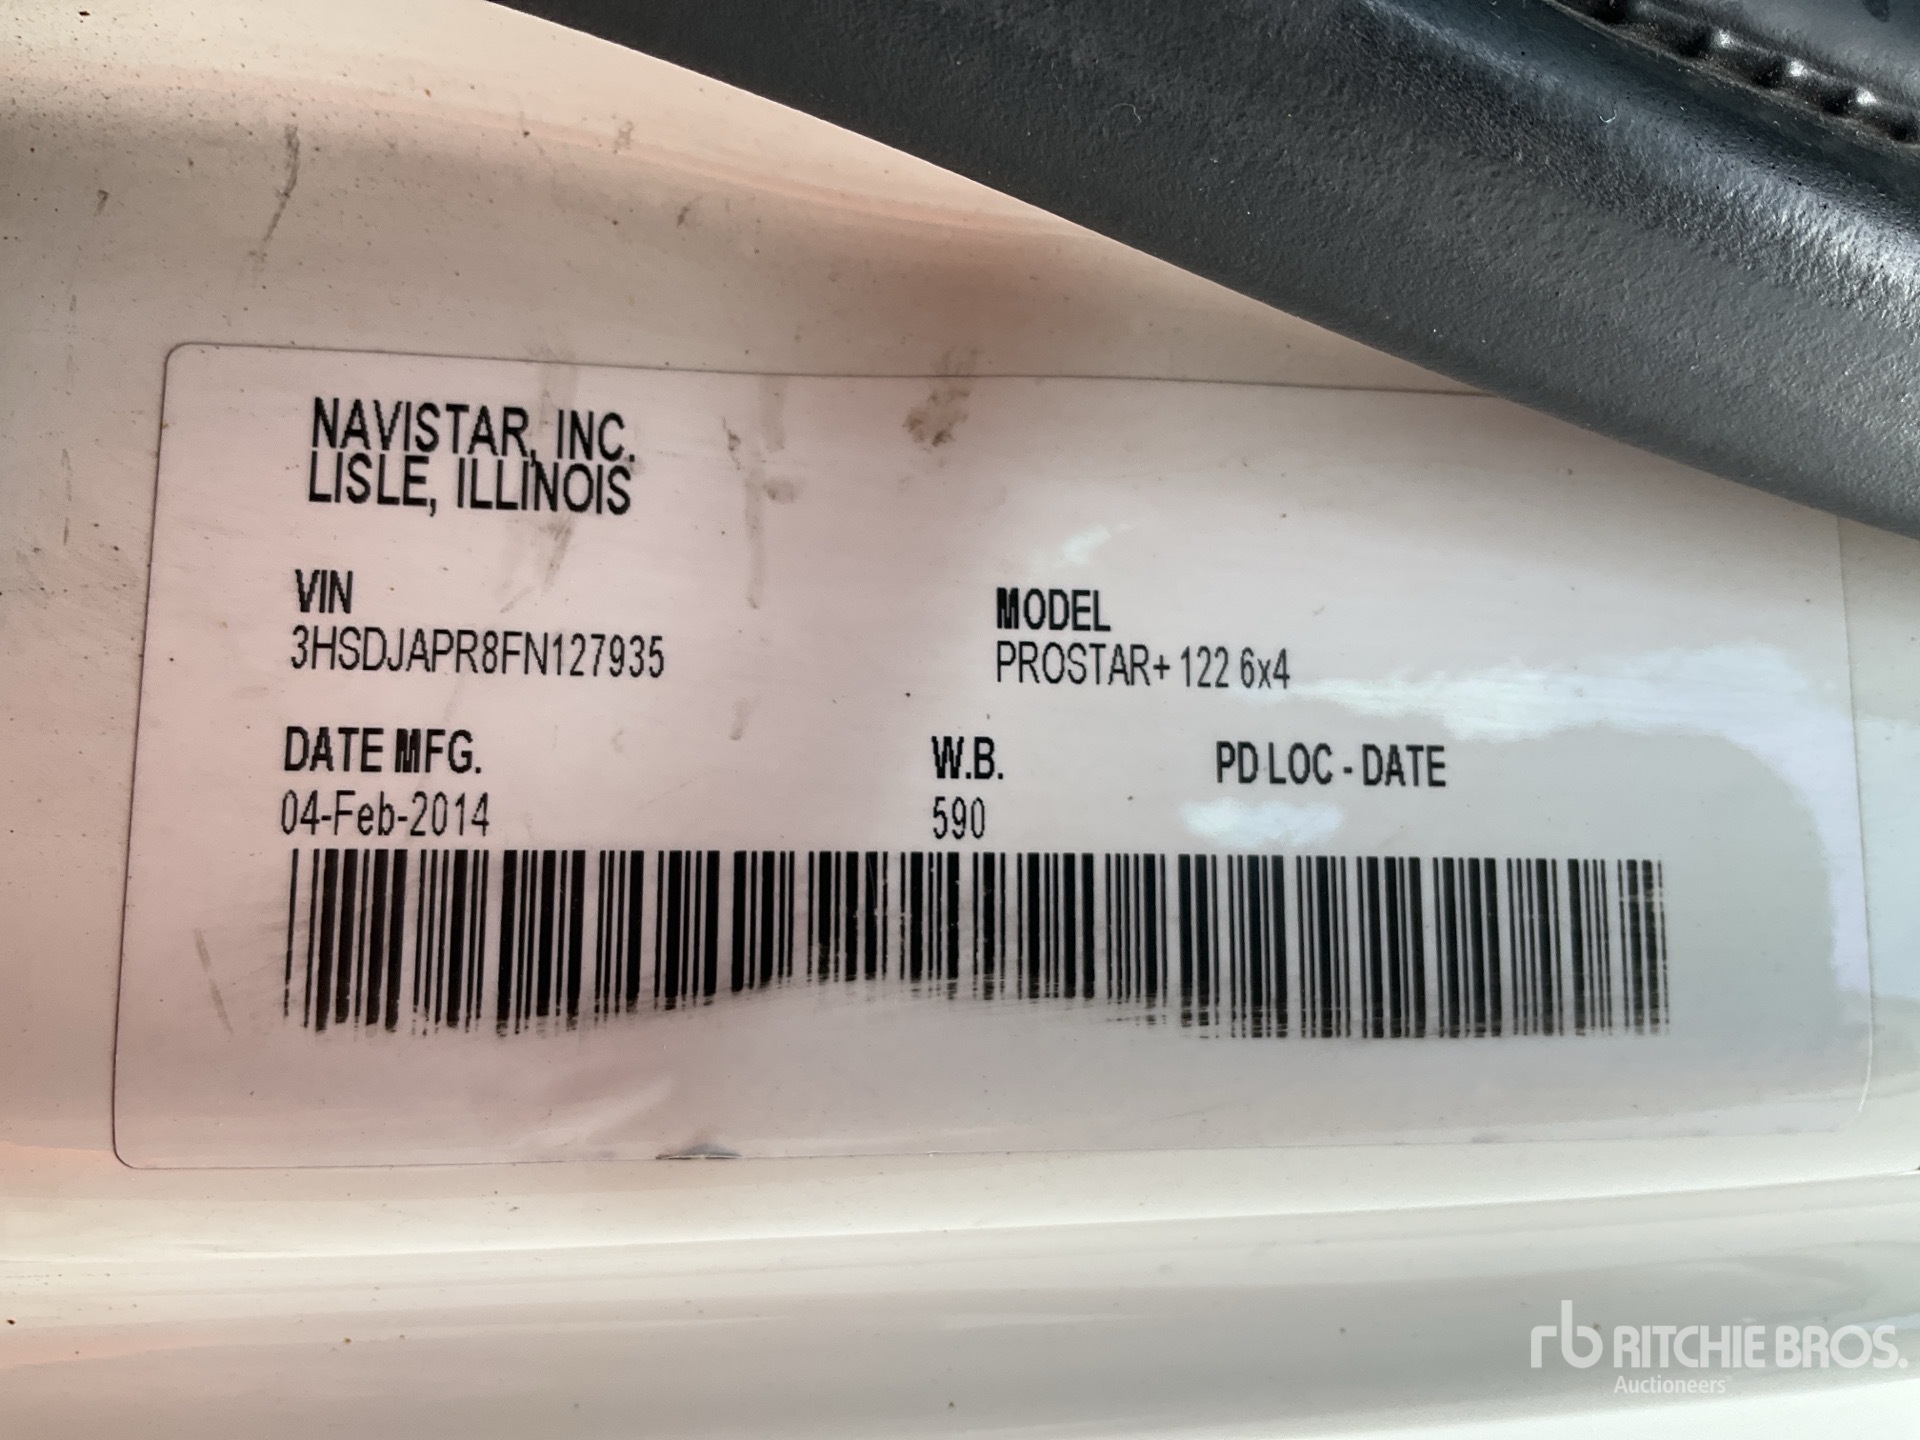 NAVISTAR, INC.
LISLE, ILLINOIS
VIN
3HSDJAPR8FN127935
MODEL
PROSTAR+ 122 6x4
DATE MFG.
04-Feb-2014
W.B.
590
PD LOC - DATE
rb RITCHIE BROS.
Auctioneers